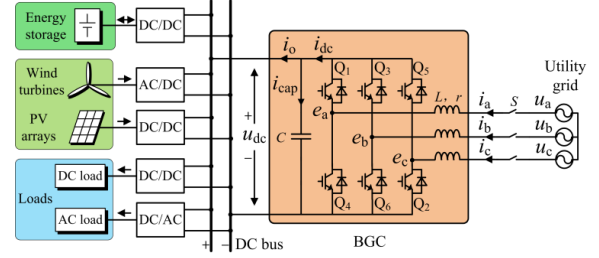 Energy
storage
DC/DC
Wind
turbines
AC/DC
PV
arrays
DC/DC
Loads
DC load
DC/DC
AC load
DC/AC
+ − DC bus
+
u_dc
−
i_o
i_dc
i_cap
C
Q1
Q3
Q5
e_a
e_b
e_c
L, r
Q4
Q6
Q2
BGC
Utility
grid
i_a
S
u_a
i_b
u_b
i_c
u_c